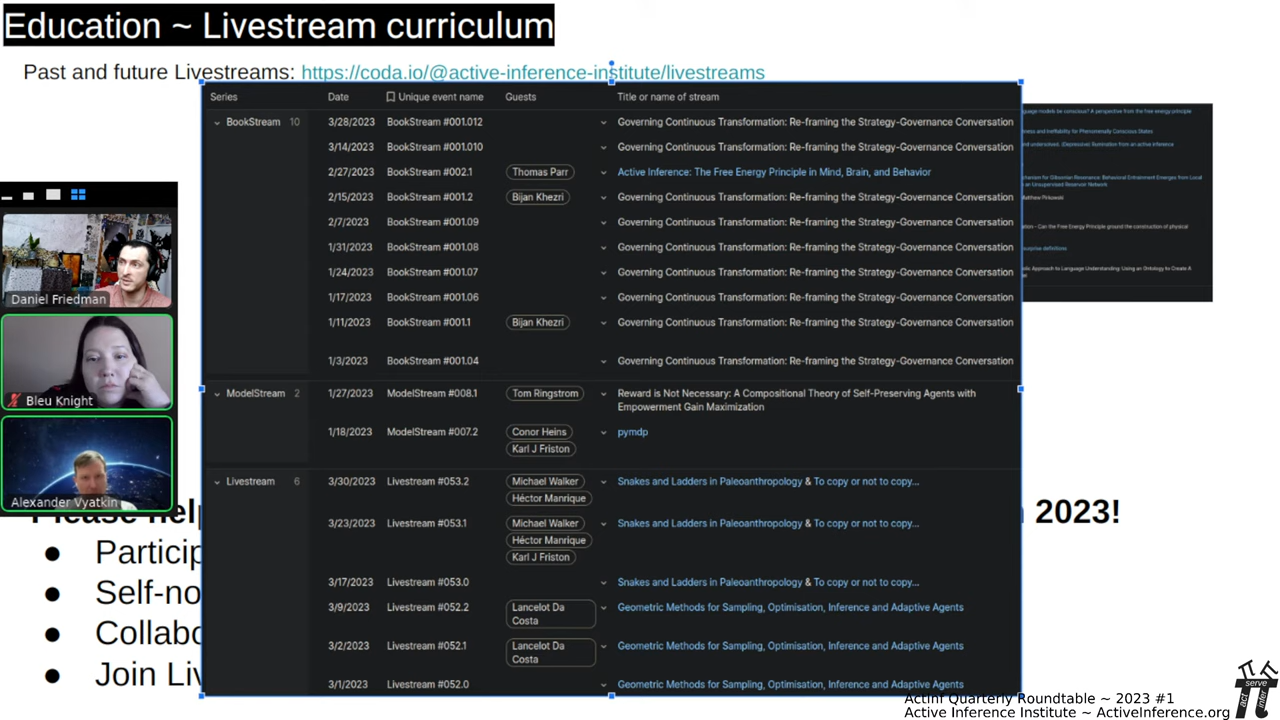 Education ~ Livestream curriculum
Past and future Livestreams: https://coda.io/@active-inference-institute/livestreams
Series Date Unique event name Guests Title or name of stream
BookStream 10 3/28/2023 BookStream #001.012 Governing Continuous Transformation: Re-framing the Strategy-Governance Conversation
3/14/2023 BookStream #001.010 Governing Continuous Transformation: Re-framing the Strategy-Governance Conversation
2/27/2023 BookStream #002.1 Thomas Parr Active Inference: The Free Energy Principle in Mind, Brain, and Behavior
2/15/2023 BookStream #001.2 Bijan Khezri Governing Continuous Transformation: Re-framing the Strategy-Governance Conversation
2/7/2023 BookStream #001.09 Governing Continuous Transformation: Re-framing the Strategy-Governance Conversation
1/31/2023 BookStream #001.08 Governing Continuous Transformation: Re-framing the Strategy-Governance Conversation
1/24/2023 BookStream #001.07 Governing Continuous Transformation: Re-framing the Strategy-Governance Conversation
1/17/2023 BookStream #001.06 Governing Continuous Transformation: Re-framing the Strategy-Governance Conversation
1/11/2023 BookStream #001.1 Bijan Khezri Governing Continuous Transformation: Re-framing the Strategy-Governance Conversation
1/3/2023 BookStream #001.04 Governing Continuous Transformation: Re-framing the Strategy-Governance Conversation
ModelStream 2 1/27/2023 ModelStream #008.1 Tom Ringstrom Reward is Not Necessary: A Compositional Theory of Self-Preserving Agents with
Empowerment Gain Maximization
1/18/2023 ModelStream #007.2 Conor Heins pymdp
Karl J Friston
Livestream 6 3/30/2023 Livestream #053.2 Michael Walker Snakes and Ladders in Paleoanthropology & To copy or not to copy...
Héctor Manrique
3/23/2023 Livestream #053.1 Michael Walker Snakes and Ladders in Paleoanthropology & To copy or not to copy...
Héctor Manrique
Karl J Friston
3/17/2023 Livestream #053.0 Snakes and Ladders in Paleoanthropology & To copy or not to copy...
3/9/2023 Livestream #052.2 Lancelot Da Geometric Methods for Sampling, Optimisation, Inference and Adaptive Agents
Costa
3/2/2023 Livestream #052.1 Lancelot Da Geometric Methods for Sampling, Optimisation, Inference and Adaptive Agents
Costa
3/1/2023 Livestream #052.0 Geometric Methods for Sampling, Optimisation, Inference and Adaptive Agents
Daniel Friedman
Bleu Knight
Alexander Vyatkin
Please help 2023!
● Particip
● Self-no
● Collabo
● Join Liv
ActInf Quarterly Roundtable ~ 2023 #1
Active Inference Institute ~ ActiveInference.org
serve
act
infer